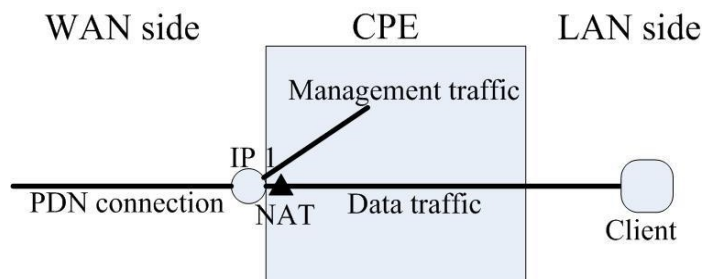 WAN side
CPE
LAN side
Management traffic
IP 1
PDN connection
NAT
Data traffic
Client